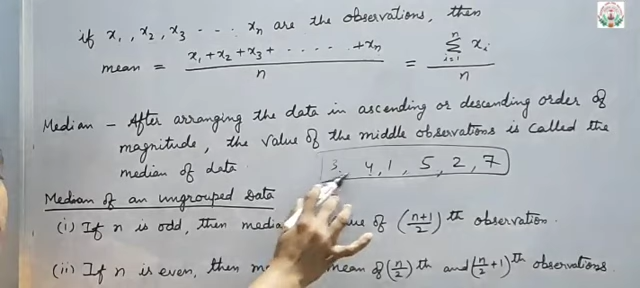 if x₁, x₂, x₃ ..... xₙ are the observations, then
mean = (x₁+x₂+x₃+ ...... +xₙ)/n = (∑ᵢ₌₁ⁿ xᵢ)/n
Median - After arranging the data in ascending or descending order of
magnitude, the value of the middle observations is called the
median of data
3, 4, 1, 5, 2, 7
Median of an ungrouped Data
(i) If n is odd, then value of ((n+1)/2)th observation.
(ii) If n is even, then mean of (n/2)th and (n/2+1)th observations.